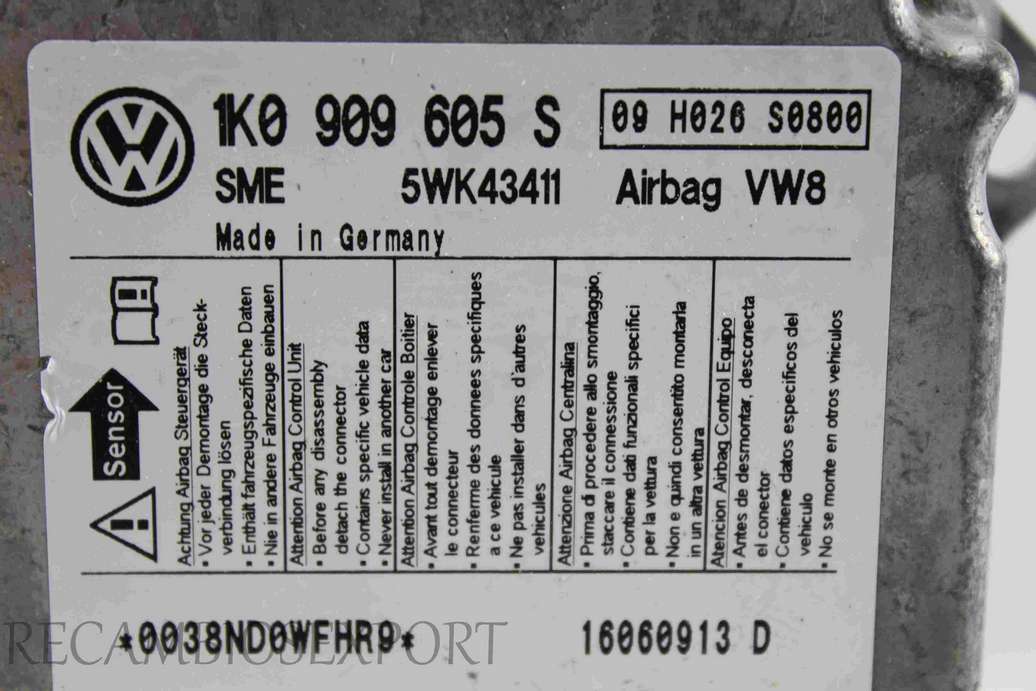 1K0 909 605 S
09 H026 S0800
SME 5WK43411 Airbag VW8
Made in Germany
Sensor
Achtung Airbag Steuergerät
• Vor jeder Demontage die Steck-
verbindung lösen
• Enthält fahrzeugspezifische Daten
• Nie in andere Fahrzeuge einbauen
Attention Airbag Control Unit
• Before any disassembly
detach the connector
• Contains specific vehicle data
• Never install in another car
Attention Airbag Controle Boitier
• Avant tout demontage enlever
le connecteur
• Renferme des donnees specifiques
a ce vehicule
• Ne pas installer dans d'autres
vehicules
Attenzione Airbag Centralina
• Prima di procedere allo smontaggio,
staccare il connessione
• Contiene dati funzionali specifici
per la vettura
• Non e quindi consentito montarla
in un altra vettura
Atencion Airbag Control Equipo
• Antes de desmontar, desconecta
el conector
• Contiene datos especificos del
vehiculo
• No se monte en otros vehiculos
*0038ND0WFHR9* 16060913 D
RECAMBIOSEXPORT